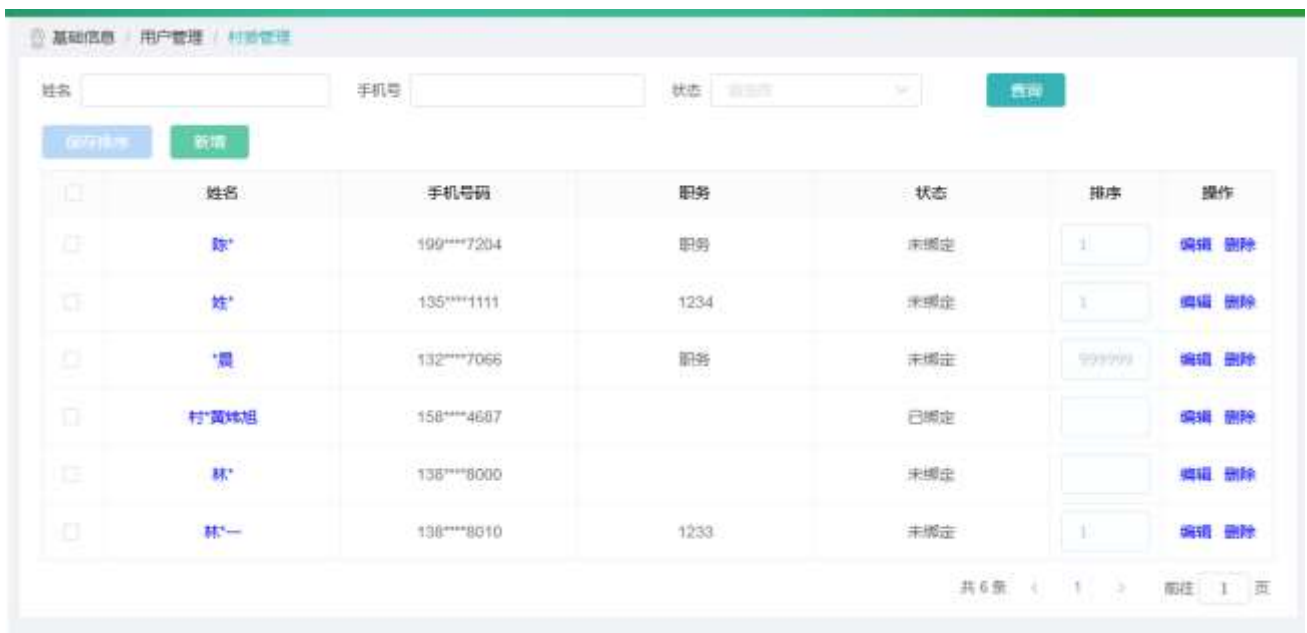 基础信息 / 用户管理 / 村管管理
姓名 手机号 状态 请选择 查询
保存排序 新增
姓名 手机号码 职务 状态 排序 操作
陈* 199****7204 职务 未绑定 1 编辑 删除
姓* 135****1111 1234 未绑定 1 编辑 删除
*晨 132****7066 职务 未绑定 999999 编辑 删除
村*黄 旭 158****4687 已绑定 编辑 删除
林* 138****8000 未绑定 编辑 删除
林*一 138****8010 1233 未绑定 1 编辑 删除
共 6 条 < 1 > 前往 1 页